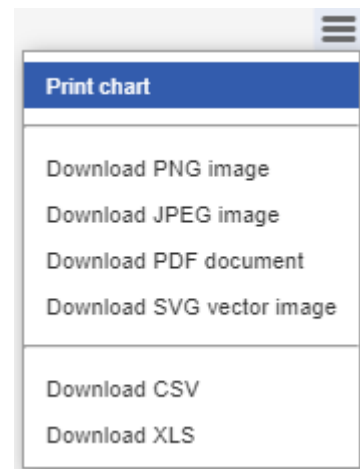 Print chart
Download PNG image
Download JPEG image
Download PDF document
Download SVG vector image
Download CSV
Download XLS